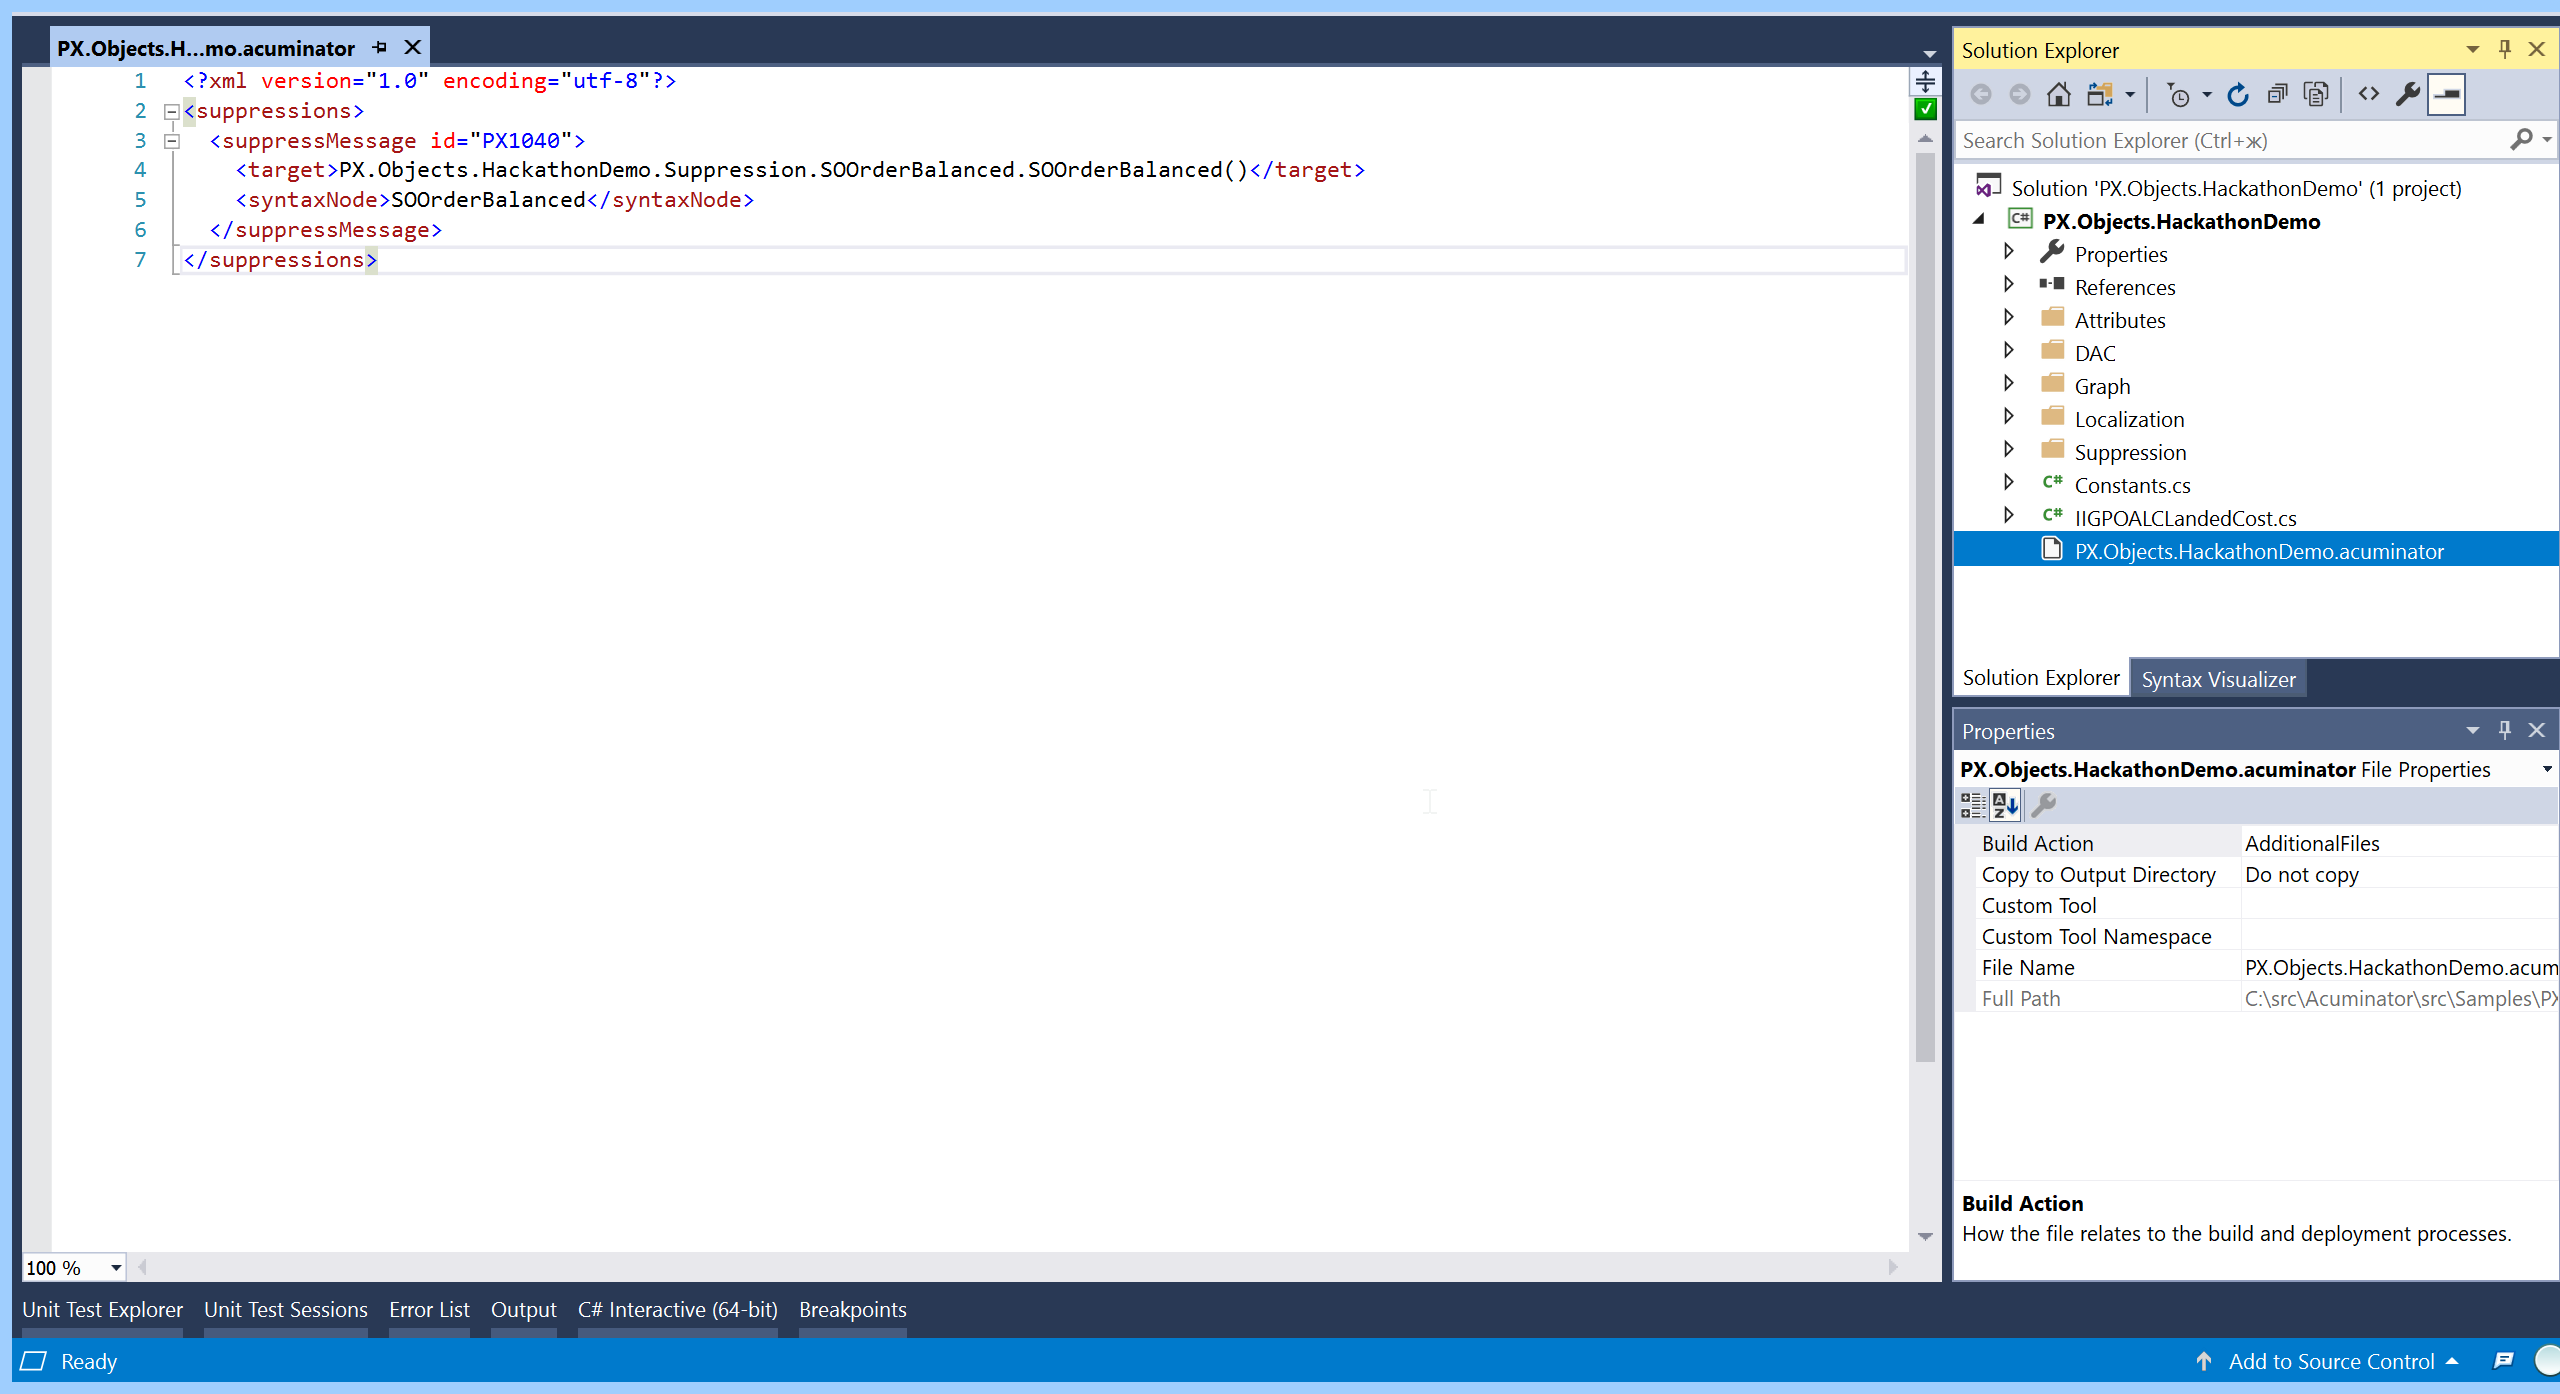 PX.Objects.H...mo.acuminator
1 <?xml version="1.0" encoding="utf-8"?>
2 <suppressions>
3 <suppressMessage id="PX1040">
4 <target>PX.Objects.HackathonDemo.Suppression.SOOrderBalanced.SOOrderBalanced()</target>
5 <syntaxNode>SOOrderBalanced</syntaxNode>
6 </suppressMessage>
7 </suppressions>
100 %
Solution Explorer
Search Solution Explorer (Ctrl+ж)
Solution 'PX.Objects.HackathonDemo' (1 project)
C# PX.Objects.HackathonDemo
Properties
References
Attributes
DAC
Graph
Localization
Suppression
C# Constants.cs
C# IIGPOALCLandedCost.cs
PX.Objects.HackathonDemo.acuminator
Solution Explorer Syntax Visualizer
Properties
PX.Objects.HackathonDemo.acuminator File Properties
Build Action AdditionalFiles
Copy to Output Directory Do not copy
Custom Tool
Custom Tool Namespace
File Name PX.Objects.HackathonDemo.acum
Full Path C:\src\Acuminator\src\Samples\PX
Build Action
How the file relates to the build and deployment processes.
Unit Test Explorer Unit Test Sessions Error List Output C# Interactive (64-bit) Breakpoints
Ready Add to Source Control